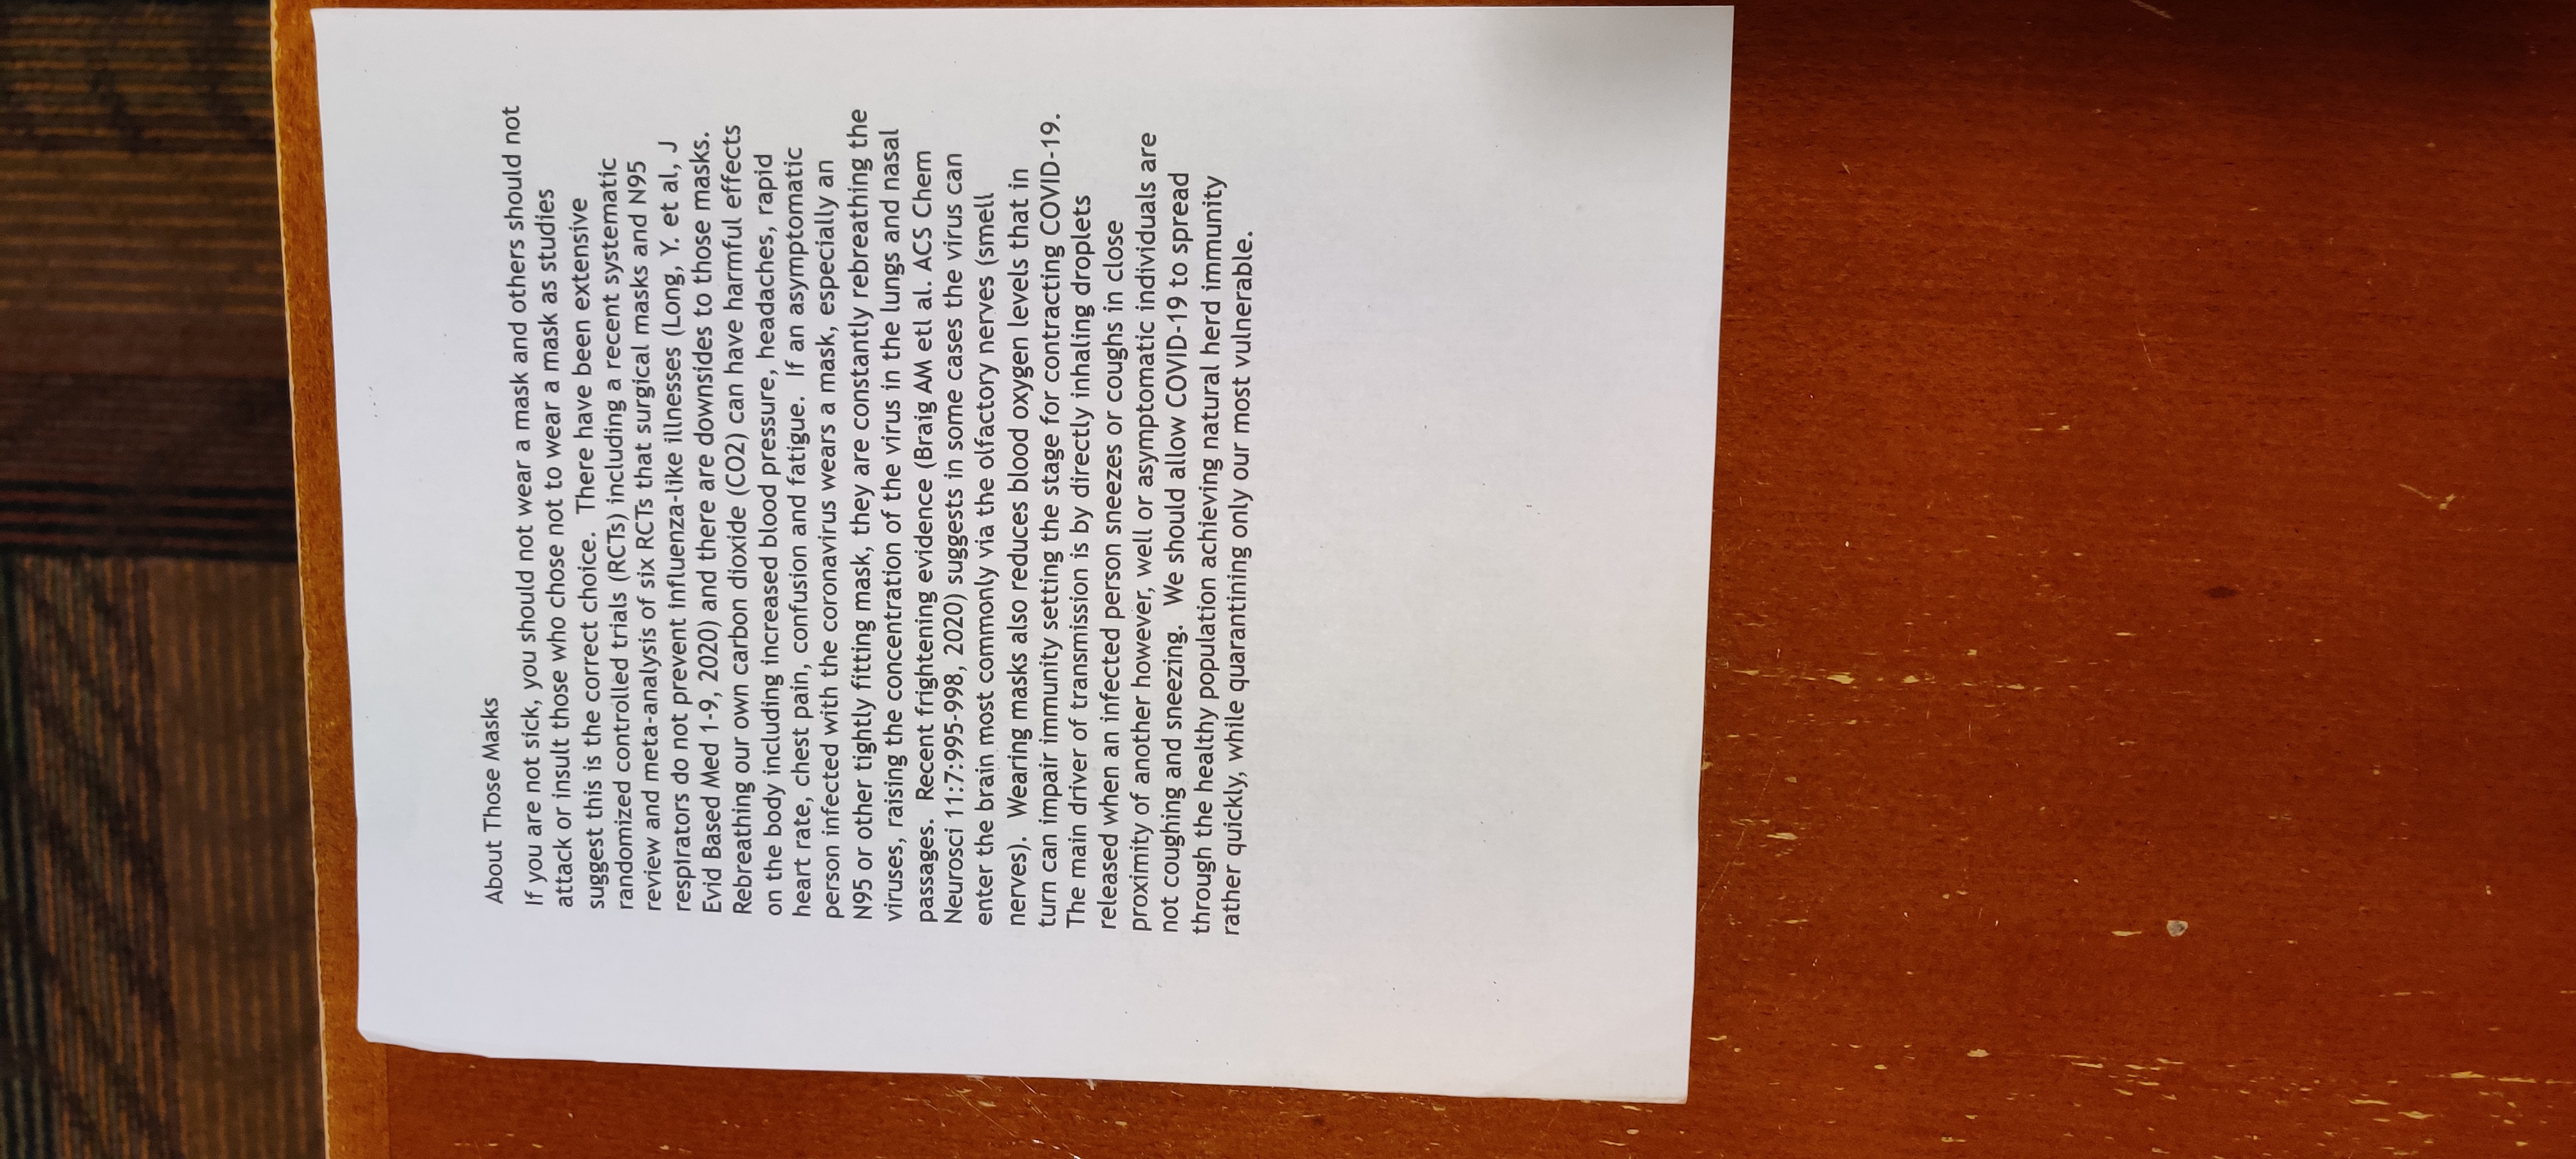 About Those Masks
If you are not sick, you should not wear a mask and others should not
attack or insult those who chose not to wear a mask as studies
suggest this is the correct choice.  There have been extensive
randomized controlled trials (RCTs) including a recent systematic
review and meta-analysis of six RCTs that surgical masks and N95
respirators do not prevent influenza-like illnesses (Long, Y. et al, J
Evid Based Med 1-9, 2020) and there are downsides to those masks.
Rebreathing our own carbon dioxide (CO2) can have harmful effects
on the body including increased blood pressure, headaches, rapid
heart rate, chest pain, confusion and fatigue.  If an asymptomatic
person infected with the coronavirus wears a mask, especially an
N95 or other tightly fitting mask, they are constantly rebreathing the
viruses, raising the concentration of the virus in the lungs and nasal
passages.  Recent frightening evidence (Braig AM etl al. ACS Chem
Neurosci 11:7:995-998, 2020) suggests in some cases the virus can
enter the brain most commonly via the olfactory nerves (smell
nerves).  Wearing masks also reduces blood oxygen levels that in
turn can impair immunity setting the stage for contracting COVID-19.
The main driver of transmission is by directly inhaling droplets
released when an infected person sneezes or coughs in close
proximity of another however, well or asymptomatic individuals are
not coughing and sneezing.  We should allow COVID-19 to spread
through the healthy population achieving natural herd immunity
rather quickly, while quarantining only our most vulnerable.